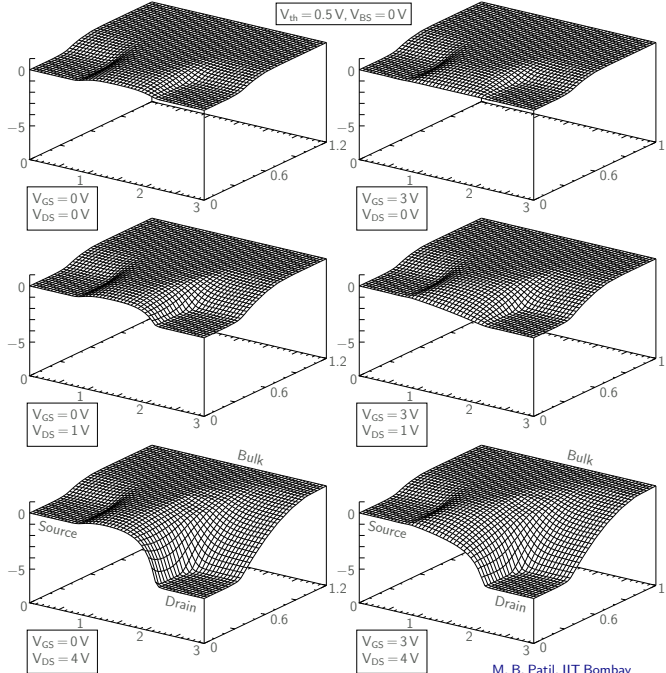 V_th = 0.5 V, V_BS = 0 V
0
−5
0
1
2
3
0
0.6
1.2
V_GS = 0 V
V_DS = 0 V
0
−5
0
1
2
3
0
0.6
1
V_GS = 3 V
V_DS = 0 V
0
−5
0
1
2
3
0
0.6
1.2
V_GS = 0 V
V_DS = 1 V
0
−5
0
1
2
3
0
0.6
1
V_GS = 3 V
V_DS = 1 V
Bulk
0
Source
−5
Drain
0
1
2
3
0
0.6
1.2
V_GS = 0 V
V_DS = 4 V
Bulk
0
Source
−5
Drain
0
1
2
3
0
0.6
1
V_GS = 3 V
V_DS = 4 V
M. B. Patil, IIT Bombay